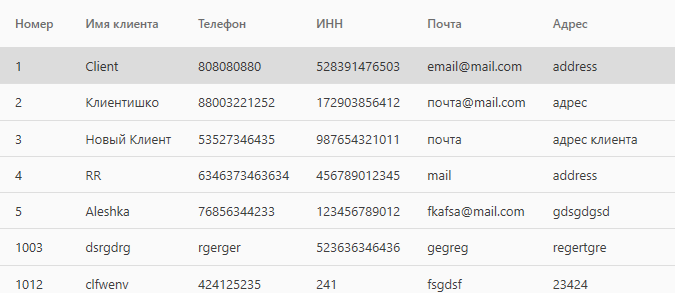 Номер Имя клиента Телефон ИНН Почта Адрес
1 Client 808080880 528391476503 email@mail.com address
2 Клиентишко 88003221252 172903856412 почта@mail.com адрес
3 Новый Клиент 53527346435 987654321011 почта адрес клиента
4 RR 6346373463634 456789012345 mail address
5 Aleshka 76856344233 123456789012 fkafsa@mail.com gdsgdgsd
1003 dsrgdrg rgerger 523636346436 gegreg regertgre
1012 clfwenv 424125235 241 fsgdsf 23424